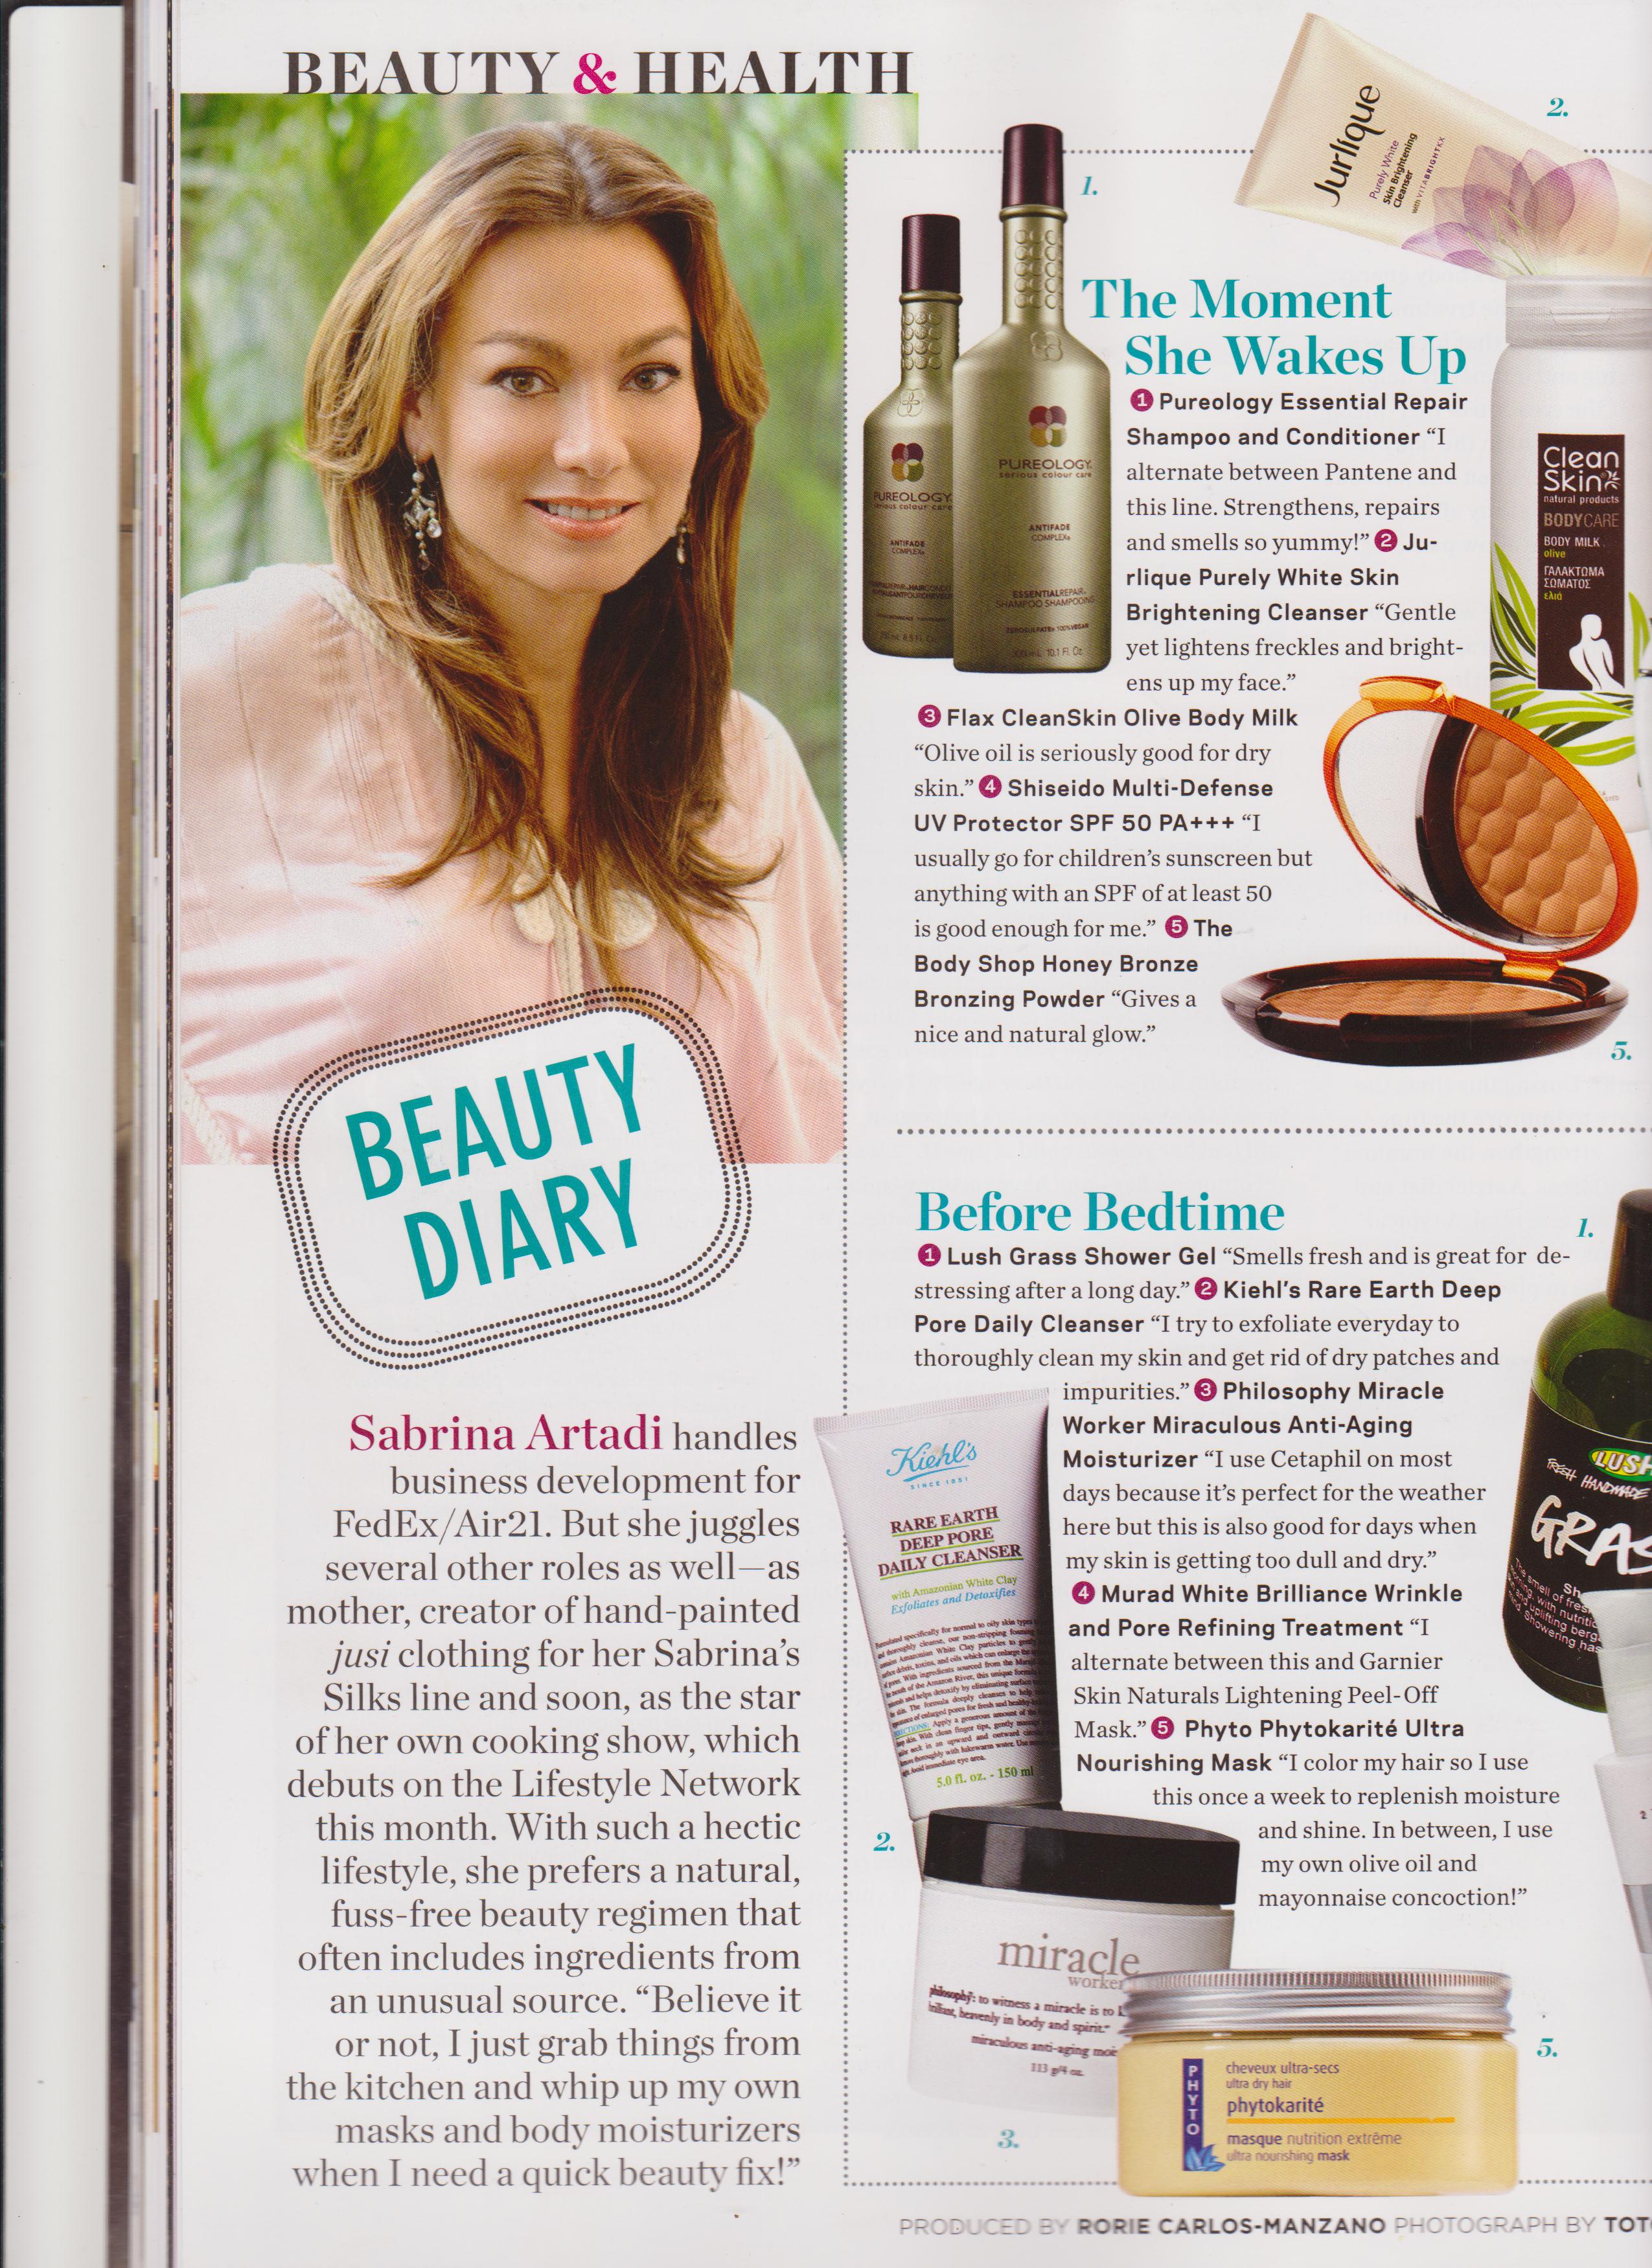 BEAUTY & HEALTH
2.
Jurlique
Purely White
Skin Brightening
Cleanser
with VITABRIGHTKX
1.
The Moment
She Wakes Up
1 Pureology Essential Repair
Shampoo and Conditioner “I
alternate between Pantene and
this line. Strengthens, repairs
and smells so yummy!” 2 Ju-
rlique Purely White Skin
Brightening Cleanser “Gentle
yet lightens freckles and bright-
ens up my face.”
3 Flax CleanSkin Olive Body Milk
“Olive oil is seriously good for dry
skin.” 4 Shiseido Multi-Defense
UV Protector SPF 50 PA+++ “I
usually go for children’s sunscreen but
anything with an SPF of at least 50
is good enough for me.” 5 The
Body Shop Honey Bronze
Bronzing Powder “Gives a
nice and natural glow.”
PUREOLOGY
serious colour care
ANTIFADE
COMPLEX
PUREOLOGY
serious colour care
ANTIFADE
COMPLEX
ESSENTIALREPAIR
SHAMPOO SHAMPOOING
ZEROSULFATE 100%VEGAN
10.1 Fl. Oz
Clean
Skin
natural products
BODYCARE
BODY MILK
olive
ΓΑΛΑΚΤΩΜΑ
ΣΩΜΑΤΟΣ
ελιά
5.
BEAUTY
DIARY
Sabrina Artadi handles
business development for
FedEx/Air21. But she juggles
several other roles as well—as
mother, creator of hand-painted
jusi clothing for her Sabrina’s
Silks line and soon, as the star
of her own cooking show, which
debuts on the Lifestyle Network
this month. With such a hectic
lifestyle, she prefers a natural,
fuss-free beauty regimen that
often includes ingredients from
an unusual source. “Believe it
or not, I just grab things from
the kitchen and whip up my own
masks and body moisturizers
when I need a quick beauty fix!”
Before Bedtime
1.
1 Lush Grass Shower Gel “Smells fresh and is great for de-
stressing after a long day.” 2 Kiehl’s Rare Earth Deep
Pore Daily Cleanser “I try to exfoliate everyday to
thoroughly clean my skin and get rid of dry patches and
impurities.” 3 Philosophy Miracle
Worker Miraculous Anti-Aging
Moisturizer “I use Cetaphil on most
days because it’s perfect for the weather
here but this is also good for days when
my skin is getting too dull and dry.”
4 Murad White Brilliance Wrinkle
and Pore Refining Treatment “I
alternate between this and Garnier
Skin Naturals Lightening Peel-Off
Mask.” 5 Phyto Phytokarité Ultra
Nourishing Mask “I color my hair so I use
this once a week to replenish moisture
and shine. In between, I use
my own olive oil and
mayonnaise concoction!”
Kiehl’s
SINCE 1851
RARE EARTH
DEEP PORE
DAILY CLEANSER
with Amazonian White Clay
Exfoliates and Detoxifies
5.0 fl. oz. - 150 ml
LUSH
FRESH HANDMADE
GRAS
2.
miracle
worker
philosophy: to witness a miracle is to
brilliant, heavenly in body and spirit.
miraculous anti-aging moi
113 g/4 oz.
3.
PHYTO
cheveux ultra-secs
ultra dry hair
phytokarité
masque nutrition extrême
ultra nourishing mask
5.
PRODUCED BY RORIE CARLOS-MANZANO PHOTOGRAPH BY TOT